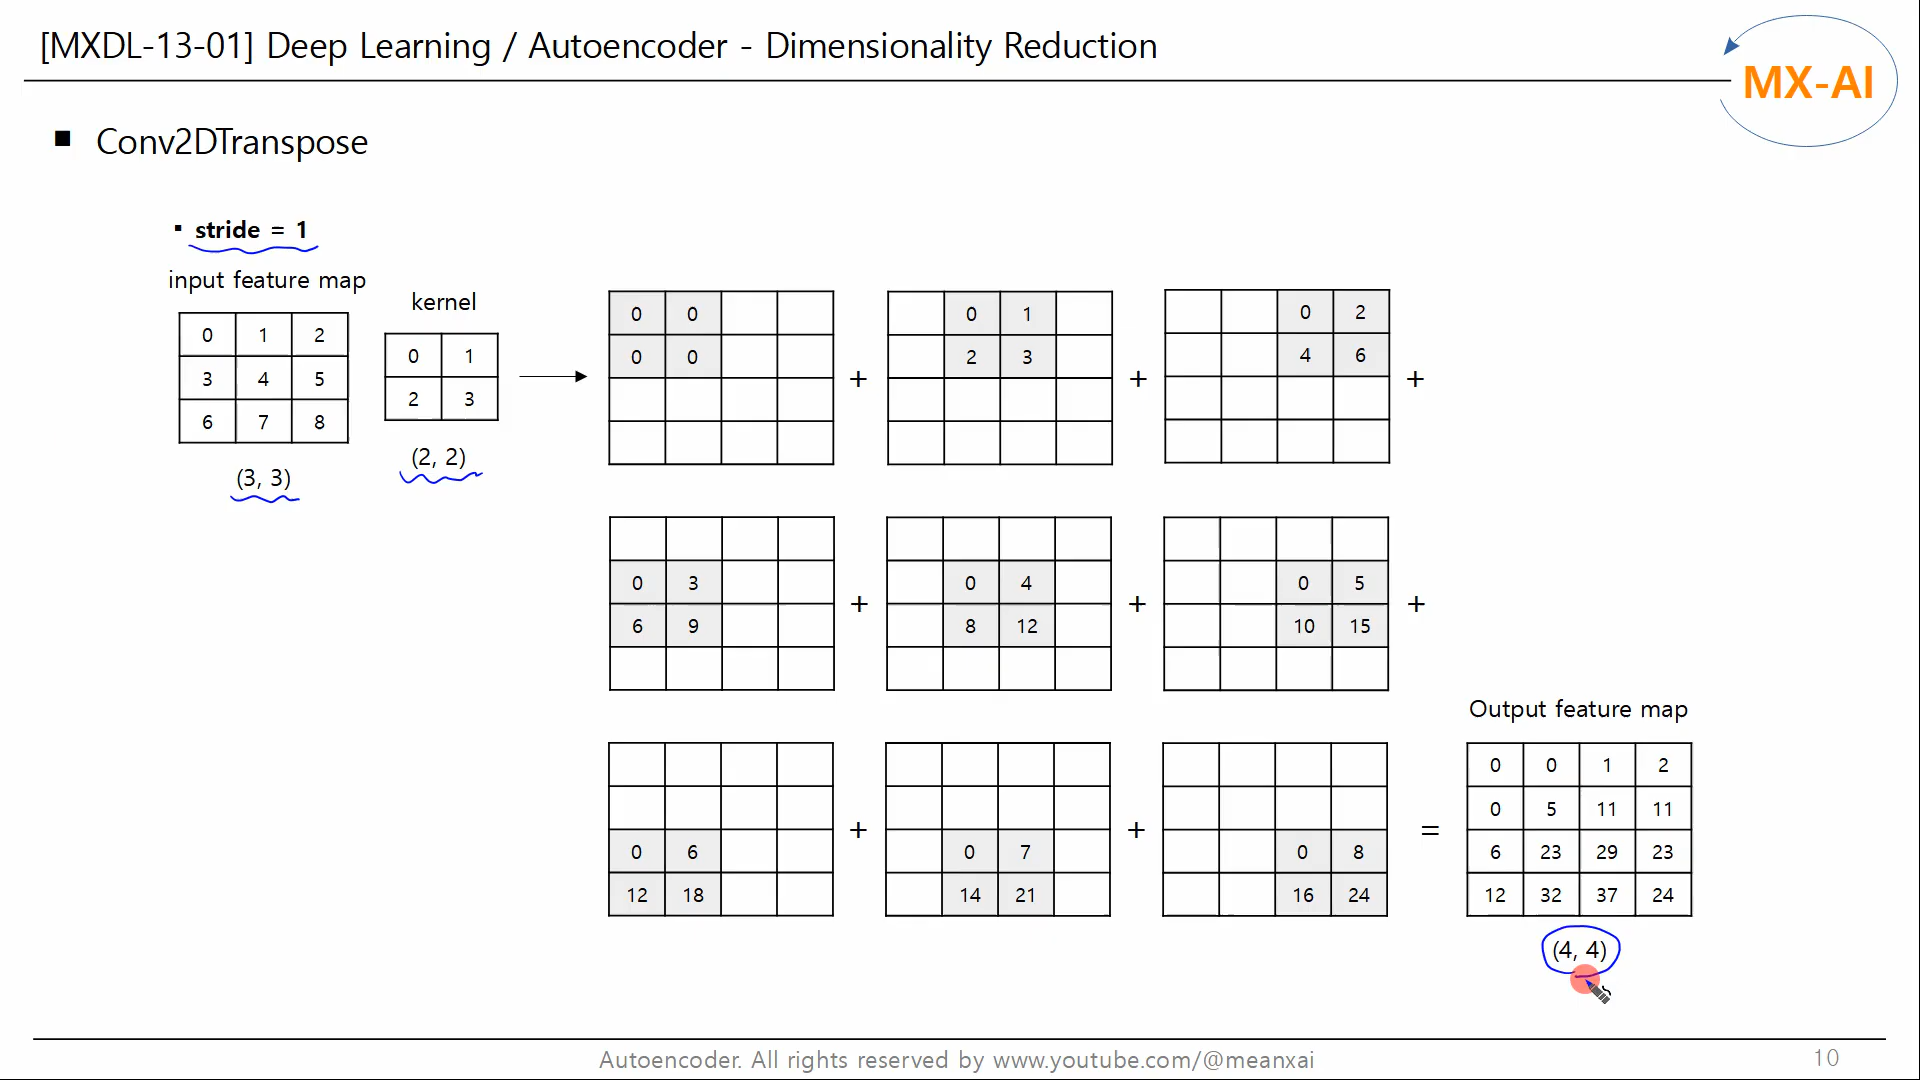 [MXDL-13-01] Deep Learning / Autoencoder - Dimensionality Reduction
MX-AI
■ Conv2DTranspose
▪ stride = 1
input feature map
kernel
0 1 2
3 4 5
6 7 8
(3, 3)
0 1
2 3
(2, 2)
0 0
0 0
+
0 1
2 3
+
0 2
4 6
+
0 3
6 9
+
0 4
8 12
+
0 5
10 15
+
0 6
12 18
+
0 7
14 21
+
0 8
16 24
=
Output feature map
0 0 1 2
0 5 11 11
6 23 29 23
12 32 37 24
(4, 4)
Autoencoder. All rights reserved by www.youtube.com/@meanxai
10